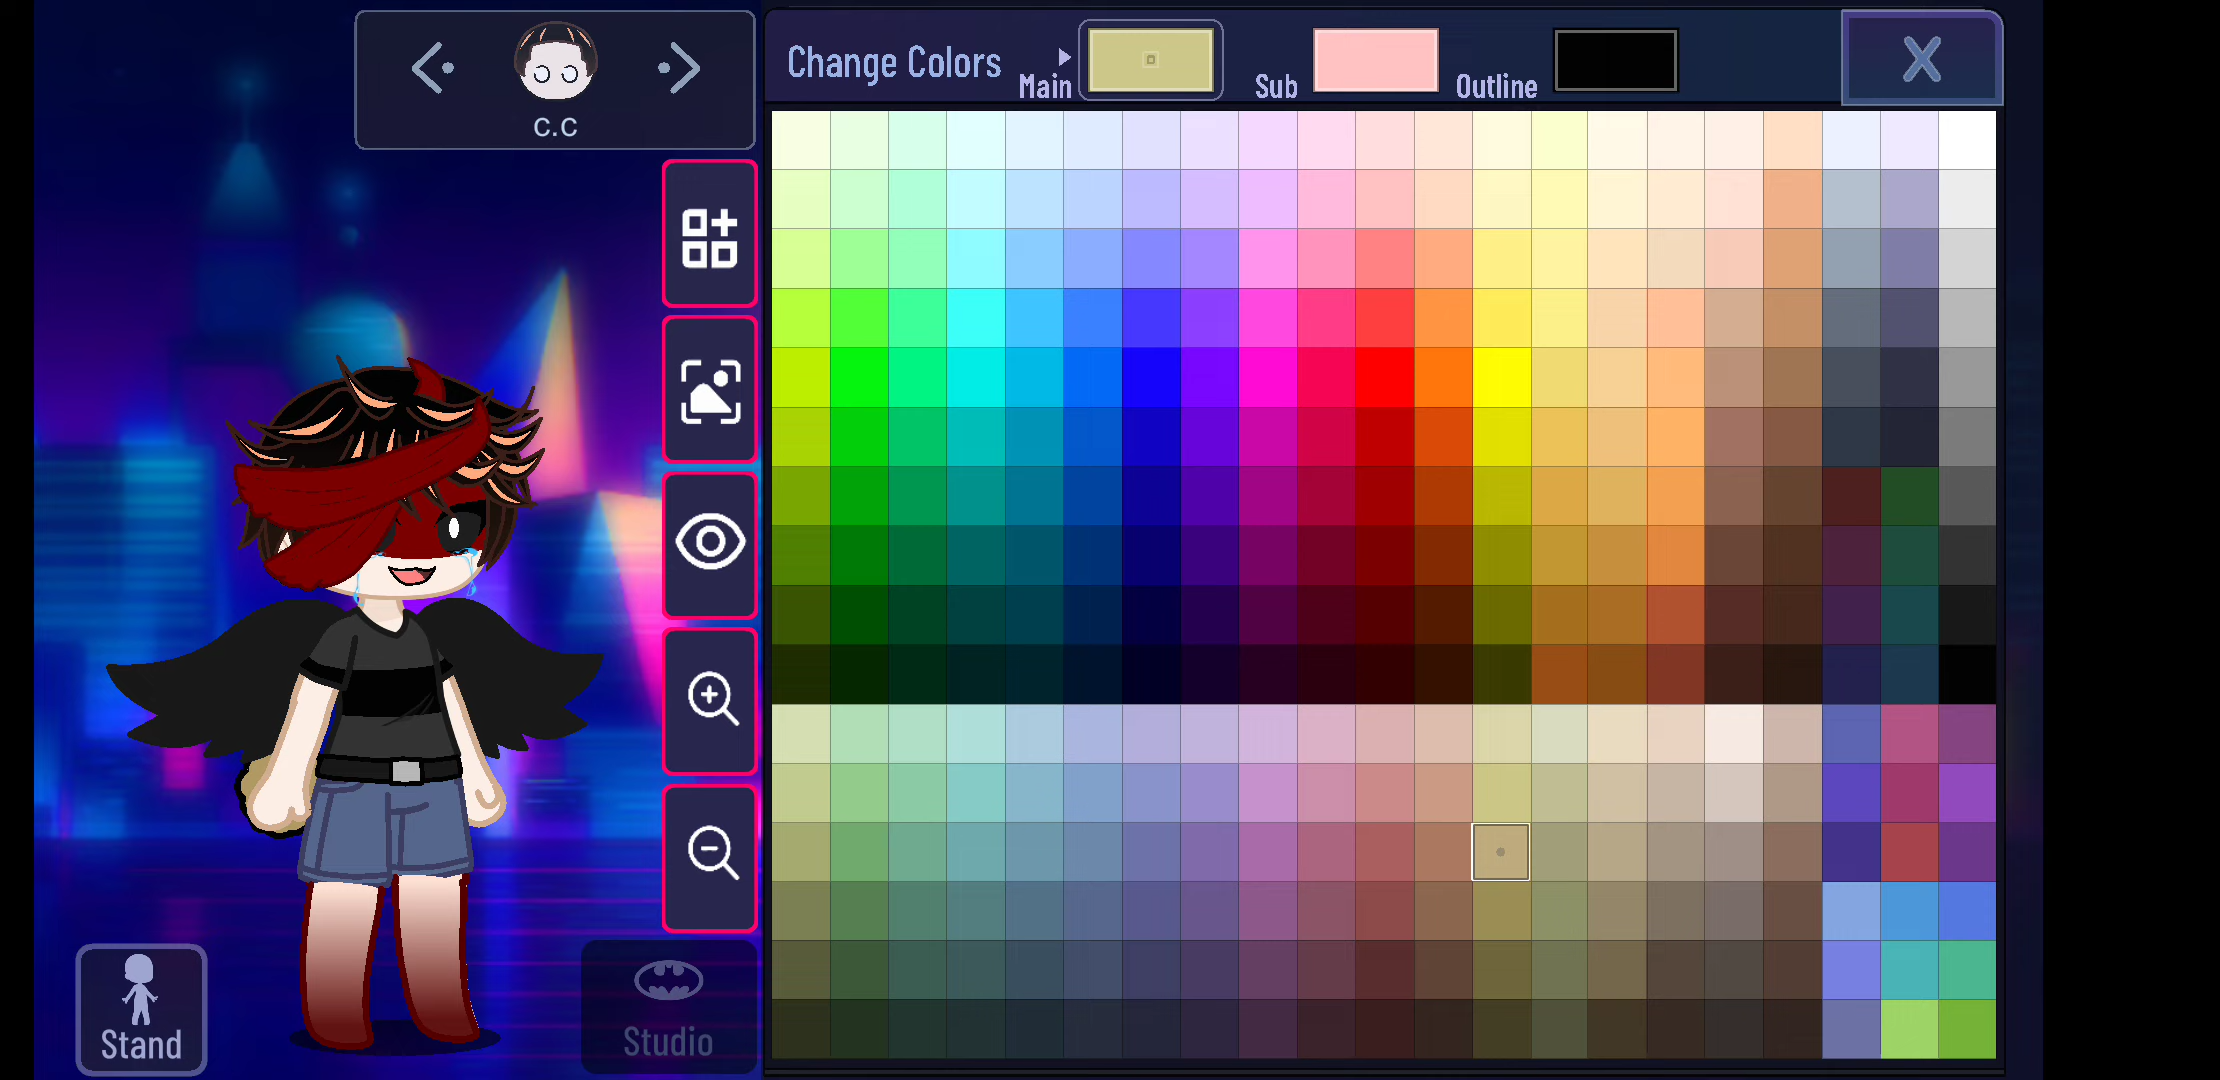 C.C
Change Colors
Main
Sub
Outline
X
Stand
Studio